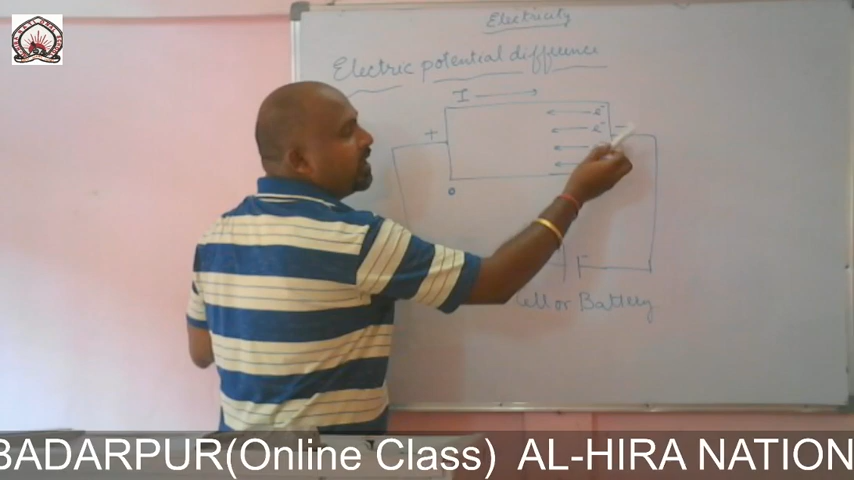 Electricity
Electric potential difference
I
e⁻
+
e⁻
−
Cell or Battery
BADARPUR(Online Class) AL-HIRA NATION